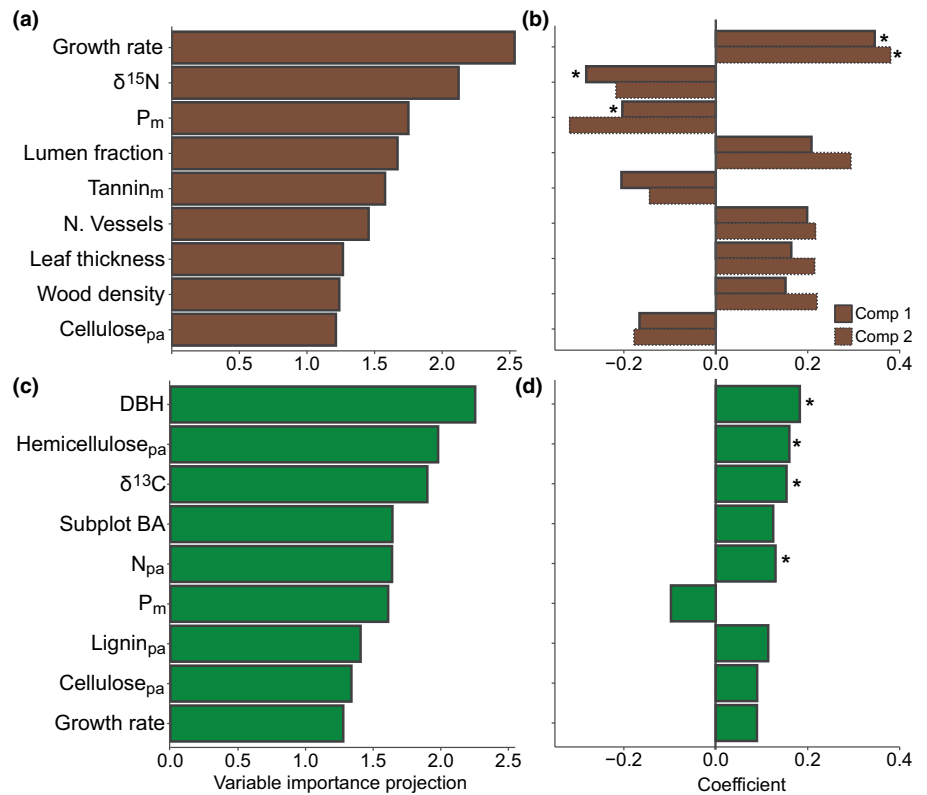 (a)
Growth rate
δ¹⁵N
Pₘ
Lumen fraction
Tanninₘ
N. Vessels
Leaf thickness
Wood density
Celluloseₚₐ
0.5 1.0 1.5 2.0 2.5
(b)
*
*
*
*
Comp 1
Comp 2
−0.2 0.0 0.2 0.4
(c)
DBH
Hemicelluloseₚₐ
δ¹³C
Subplot BA
Nₚₐ
Pₘ
Ligninₚₐ
Celluloseₚₐ
Growth rate
0.0 0.5 1.0 1.5 2.0 2.5
Variable importance projection
(d)
*
*
*
*
−0.2 0.0 0.2 0.4
Coefficient